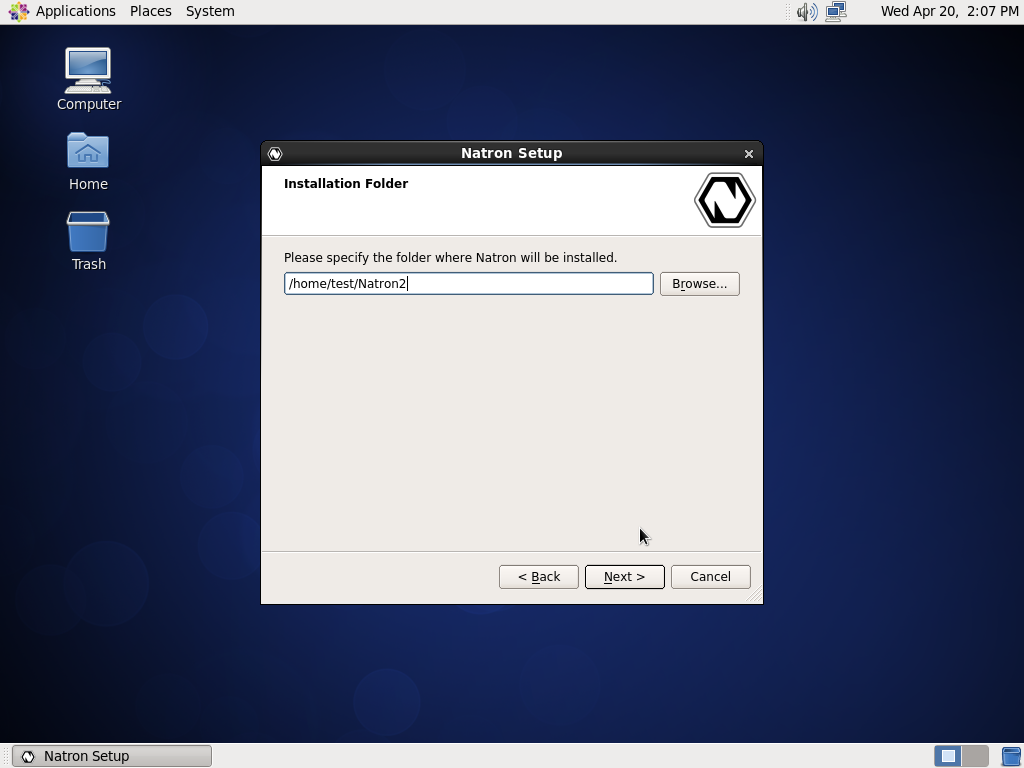 Applications Places System Wed Apr 20, 2:07 PM
Computer
Home
Trash
Natron Setup
Installation Folder
Please specify the folder where Natron will be installed.
/home/test/Natron2 Browse...
< Back Next > Cancel
Natron Setup